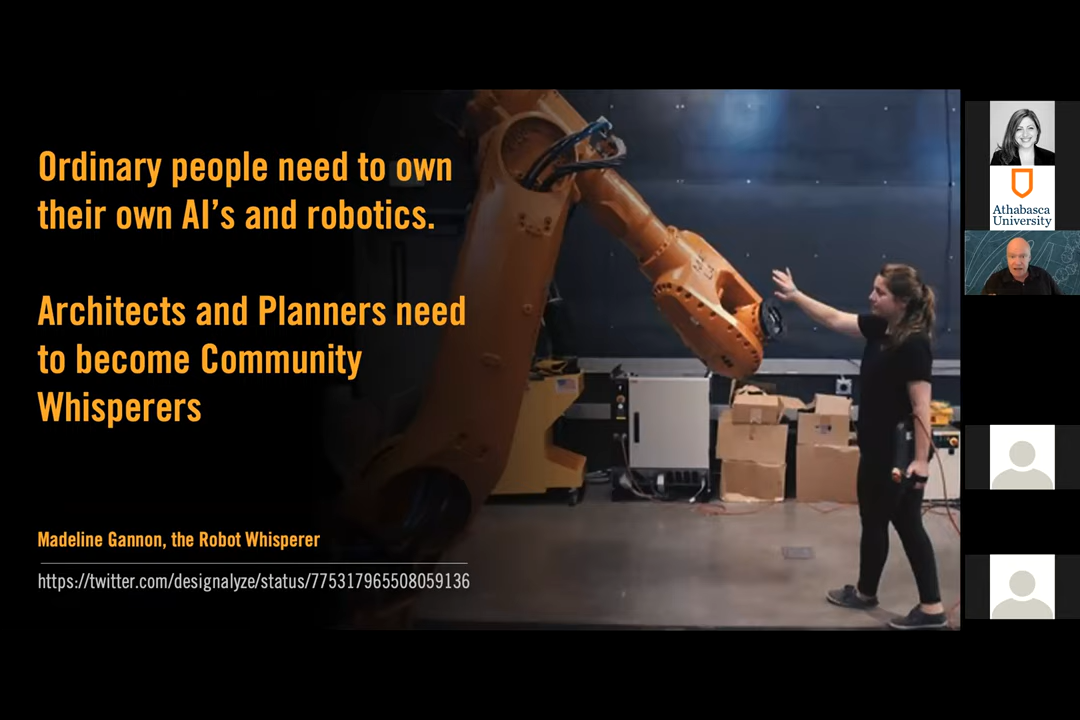 Ordinary people need to own
their own AI’s and robotics.
Architects and Planners need
to become Community
Whisperers
Madeline Gannon, the Robot Whisperer
https://twitter.com/designalyze/status/775317965508059136
Athabasca
University